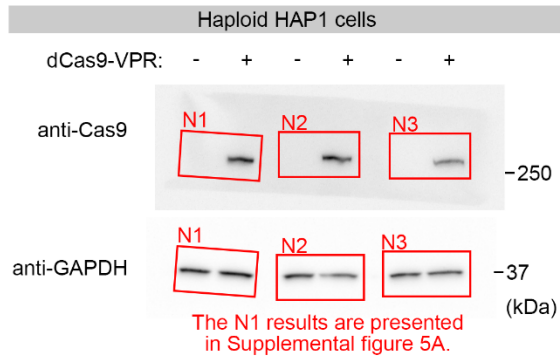 Haploid HAP1 cells
dCas9-VPR: - + - + - +
anti-Cas9
N1 N2 N3
-250
anti-GAPDH
N1 N2 N3
-37
(kDa)
The N1 results are presented
in Supplemental figure 5A.